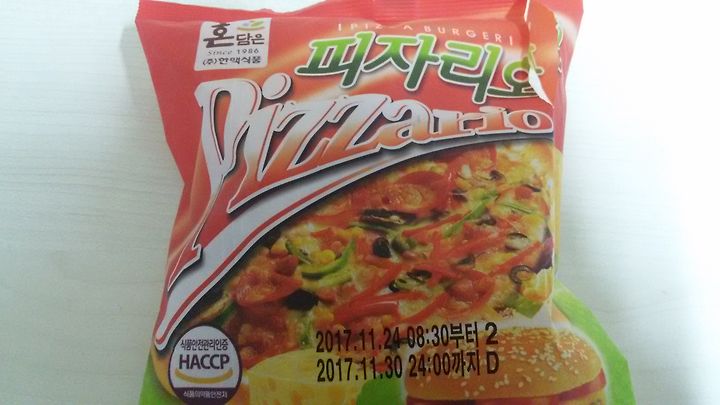 혼
담은
Since 1986
(주)한맥식품
PIZZA BURGER
피자리오
Pizzario
2017.11.24 08:30부터 2
2017.11.30 24:00까지 D
식품안전관리인증
HACCP
식품의약품안전처